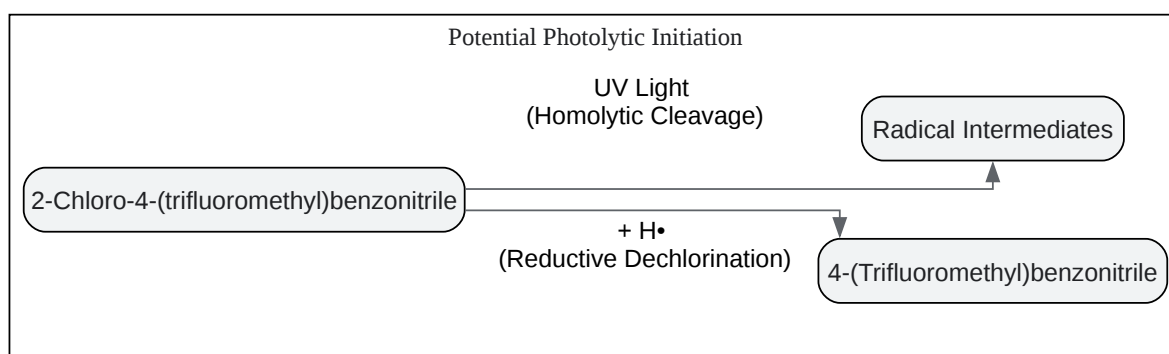 Potential Photolytic Initiation
UV Light
(Homolytic Cleavage)
Radical Intermediates
2-Chloro-4-(trifluoromethyl)benzonitrile
+ H•
(Reductive Dechlorination)
4-(Trifluoromethyl)benzonitrile